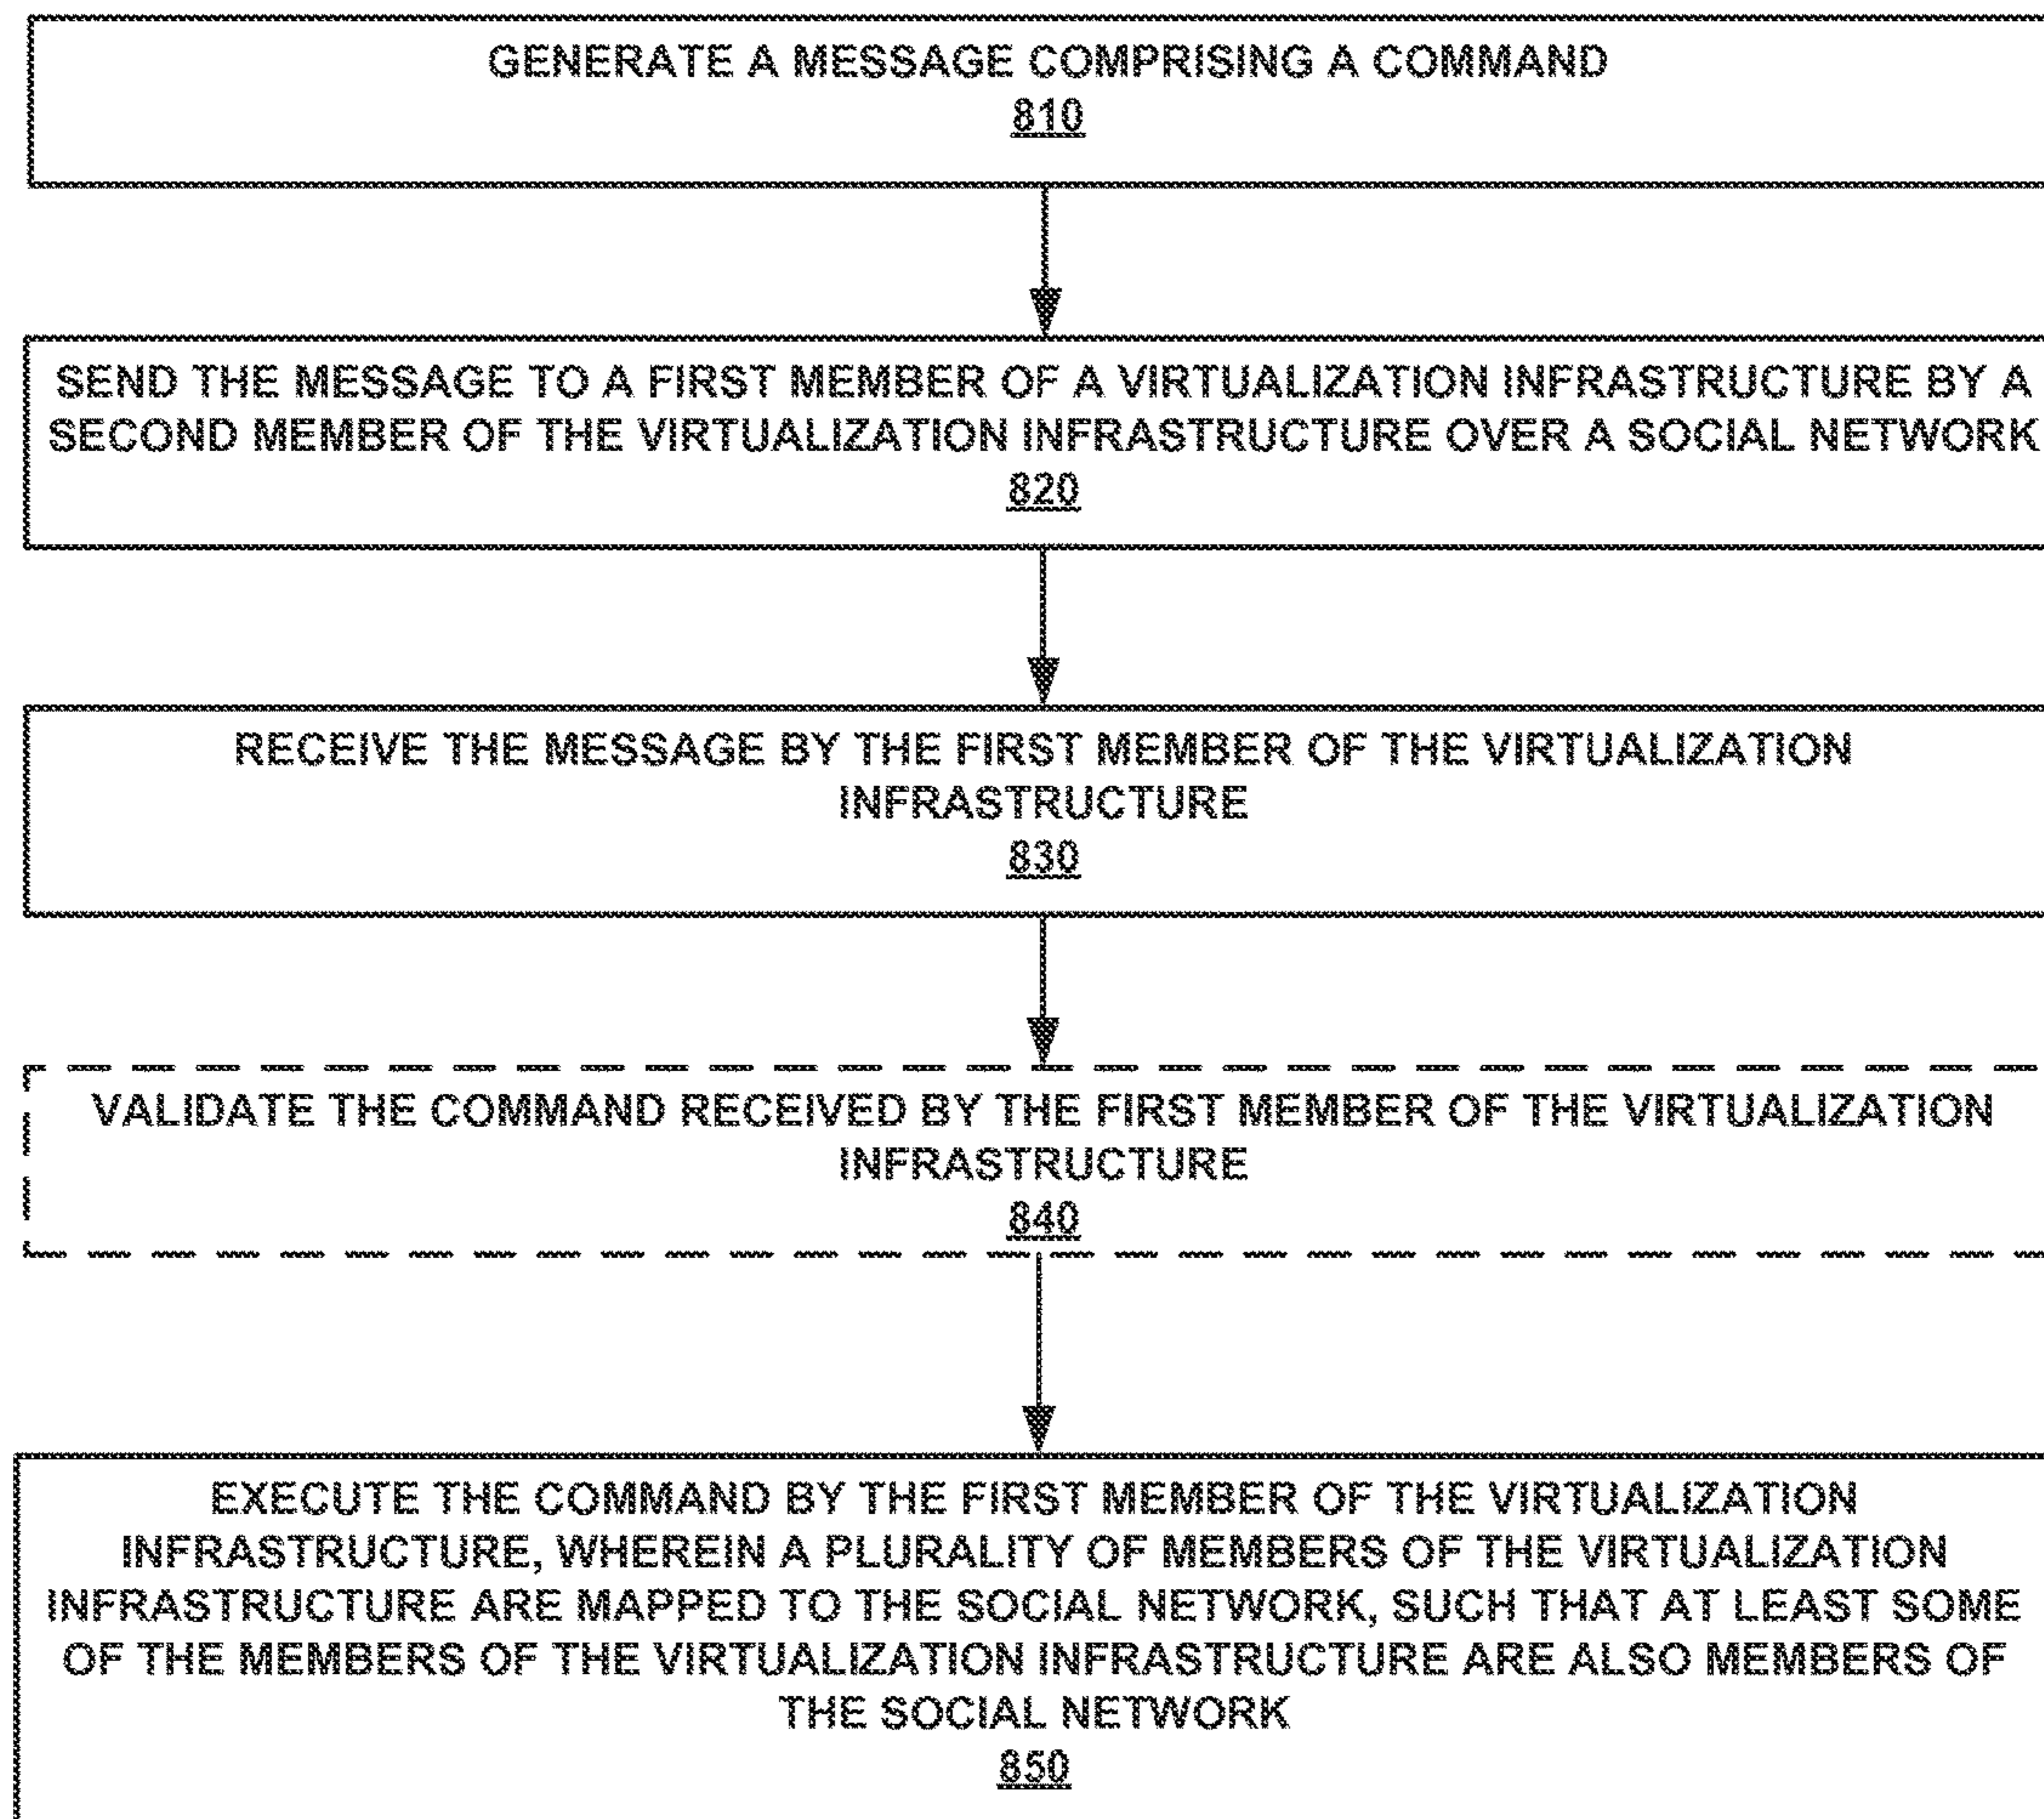 GENERATE A MESSAGE COMPRISING A COMMAND
810
SEND THE MESSAGE TO A FIRST MEMBER OF A VIRTUALIZATION INFRASTRUCTURE BY A
SECOND MEMBER OF THE VIRTUALIZATION INFRASTRUCTURE OVER A SOCIAL NETWORK
820
RECEIVE THE MESSAGE BY THE FIRST MEMBER OF THE VIRTUALIZATION
INFRASTRUCTURE
830
VALIDATE THE COMMAND RECEIVED BY THE FIRST MEMBER OF THE VIRTUALIZATION
INFRASTRUCTURE
840
EXECUTE THE COMMAND BY THE FIRST MEMBER OF THE VIRTUALIZATION
INFRASTRUCTURE, WHEREIN A PLURALITY OF MEMBERS OF THE VIRTUALIZATION
INFRASTRUCTURE ARE MAPPED TO THE SOCIAL NETWORK, SUCH THAT AT LEAST SOME
OF THE MEMBERS OF THE VIRTUALIZATION INFRASTRUCTURE ARE ALSO MEMBERS OF
THE SOCIAL NETWORK
850